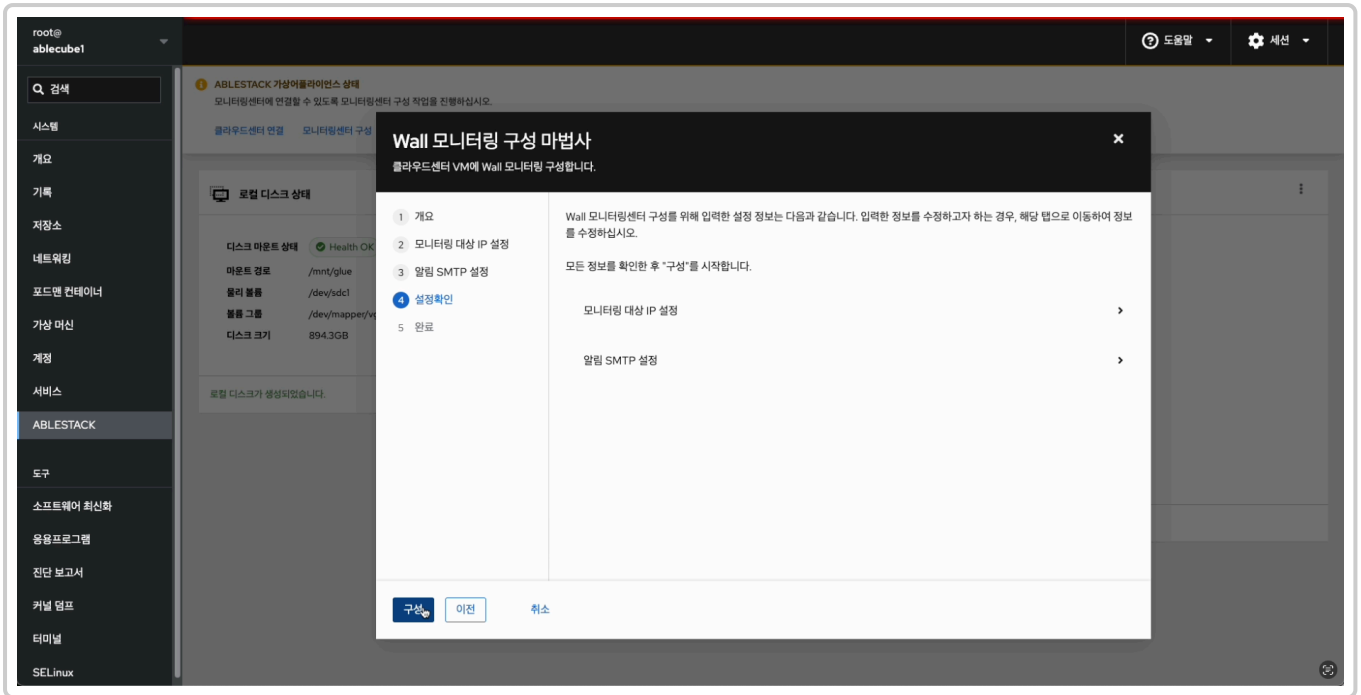 root@
ablecube1
도움말
세션
검색
시스템
개요
기록
저장소
네트워킹
포드맨 컨테이너
가상 머신
계정
서비스
ABLESTACK
도구
소프트웨어 최신화
응용프로그램
진단 보고서
커널 덤프
터미널
SELinux
ABLESTACK 가상어플라이언스 상태
모니터링센터에 연결할 수 있도록 모니터링센터 구성 작업을 진행하십시오.
클라우드센터 연결 모니터링센터 구성
로컬 디스크 상태
디스크 마운트 상태 Health OK
마운트 경로 /mnt/glue
물리 볼륨 /dev/sdc1
볼륨 그룹 /dev/mapper/vg
디스크 크기 894.3GB
로컬 디스크가 생성되었습니다.
Wall 모니터링 구성 마법사
클라우드센터 VM에 Wall 모니터링 구성합니다.
1 개요
2 모니터링 대상 IP 설정
3 알림 SMTP 설정
4 설정확인
5 완료
Wall 모니터링센터 구성을 위해 입력한 설정 정보는 다음과 같습니다. 입력한 정보를 수정하고자 하는 경우, 해당 탭으로 이동하여 정보
를 수정하십시오.
모든 정보를 확인한 후 "구성"를 시작합니다.
모니터링 대상 IP 설정
알림 SMTP 설정
구성 이전 취소